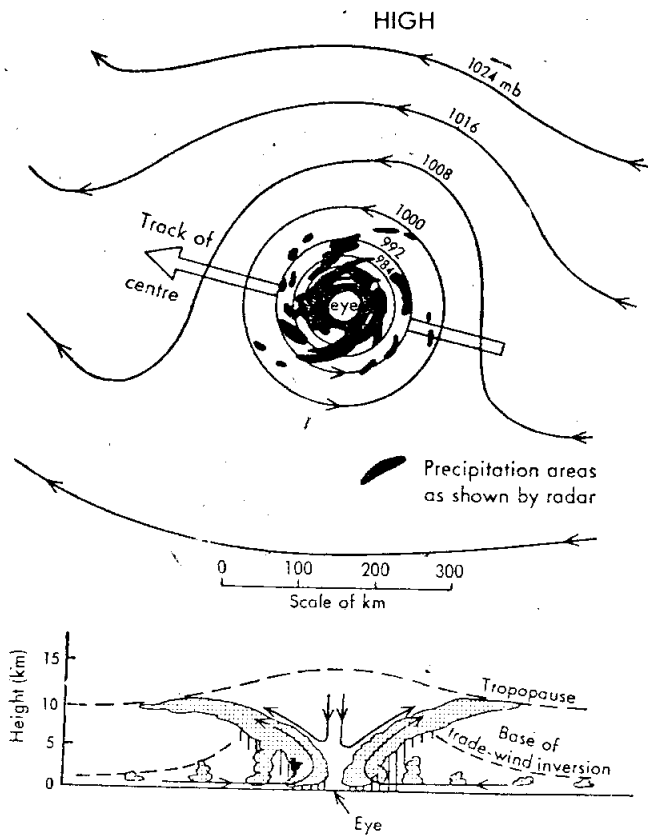 HIGH
1024 mb
1016
1008
1000
992
984
Track of
centre
eye
Precipitation areas
as shown by radar
0 100 200 300
Scale of km
Height (km)
15
10
5
0
Tropopause
Base of
trade-wind inversion
Eye